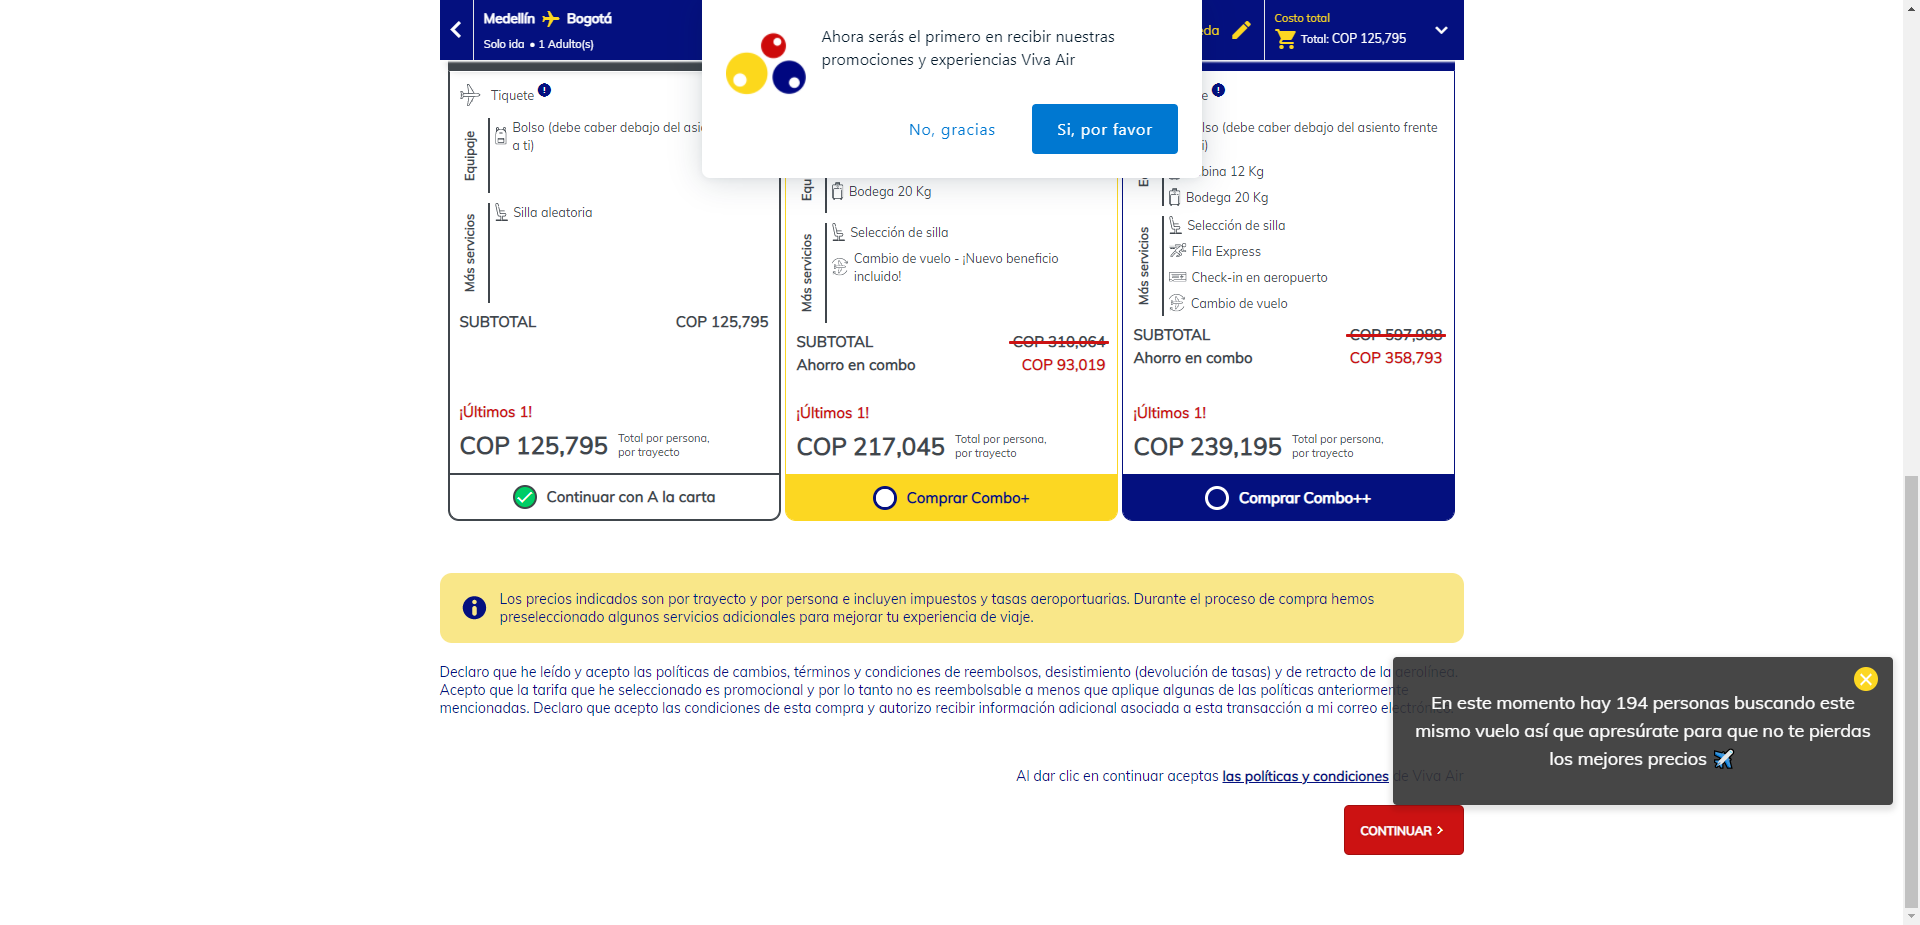 Medellín Bogotá
Solo ida • 1 Adulto(s)
Ahora serás el primero en recibir nuestras
promociones y experiencias Viva Air
No, gracias
Si, por favor
Costo total
Total: COP 125,795
Tiquete
Equipaje
Bolso (debe caber debajo del
a ti)
Más servicios
Silla aleatoria
SUBTOTAL COP 125,795
¡Últimos 1!
COP 125,795 Total por persona,
por trayecto
Continuar con A la carta
Bodega 20 Kg
Más servicios
Selección de silla
Cambio de vuelo - ¡Nuevo beneficio
incluido!
SUBTOTAL COP 310,064
Ahorro en combo COP 93,019
¡Últimos 1!
COP 217,045 Total por persona,
por trayecto
Comprar Combo+
(debe caber debajo del asiento frente
12 Kg
Bodega 20 Kg
Más servicios
Selección de silla
Fila Express
Check-in en aeropuerto
Cambio de vuelo
SUBTOTAL COP 597,988
Ahorro en combo COP 358,793
¡Últimos 1!
COP 239,195 Total por persona,
por trayecto
Comprar Combo++
Los precios indicados son por trayecto y por persona e incluyen impuestos y tasas aeroportuarias. Durante el proceso de compra hemos
preseleccionado algunos servicios adicionales para mejorar tu experiencia de viaje.
Declaro que he leído y acepto las políticas de cambios, términos y condiciones de reembolsos, desistimiento (devolución de tasas) y de retracto de la aerolínea.
Acepto que la tarifa que he seleccionado es promocional y por lo tanto no es reembolsable a menos que aplique algunas de las políticas anteriormente
mencionadas. Declaro que acepto las condiciones de esta compra y autorizo recibir información adicional asociada a esta transacción a mi correo electrónico.
En este momento hay 194 personas buscando este
mismo vuelo así que apresúrate para que no te pierdas
los mejores precios
Al dar clic en continuar aceptas las políticas y condiciones de Viva Air
CONTINUAR >